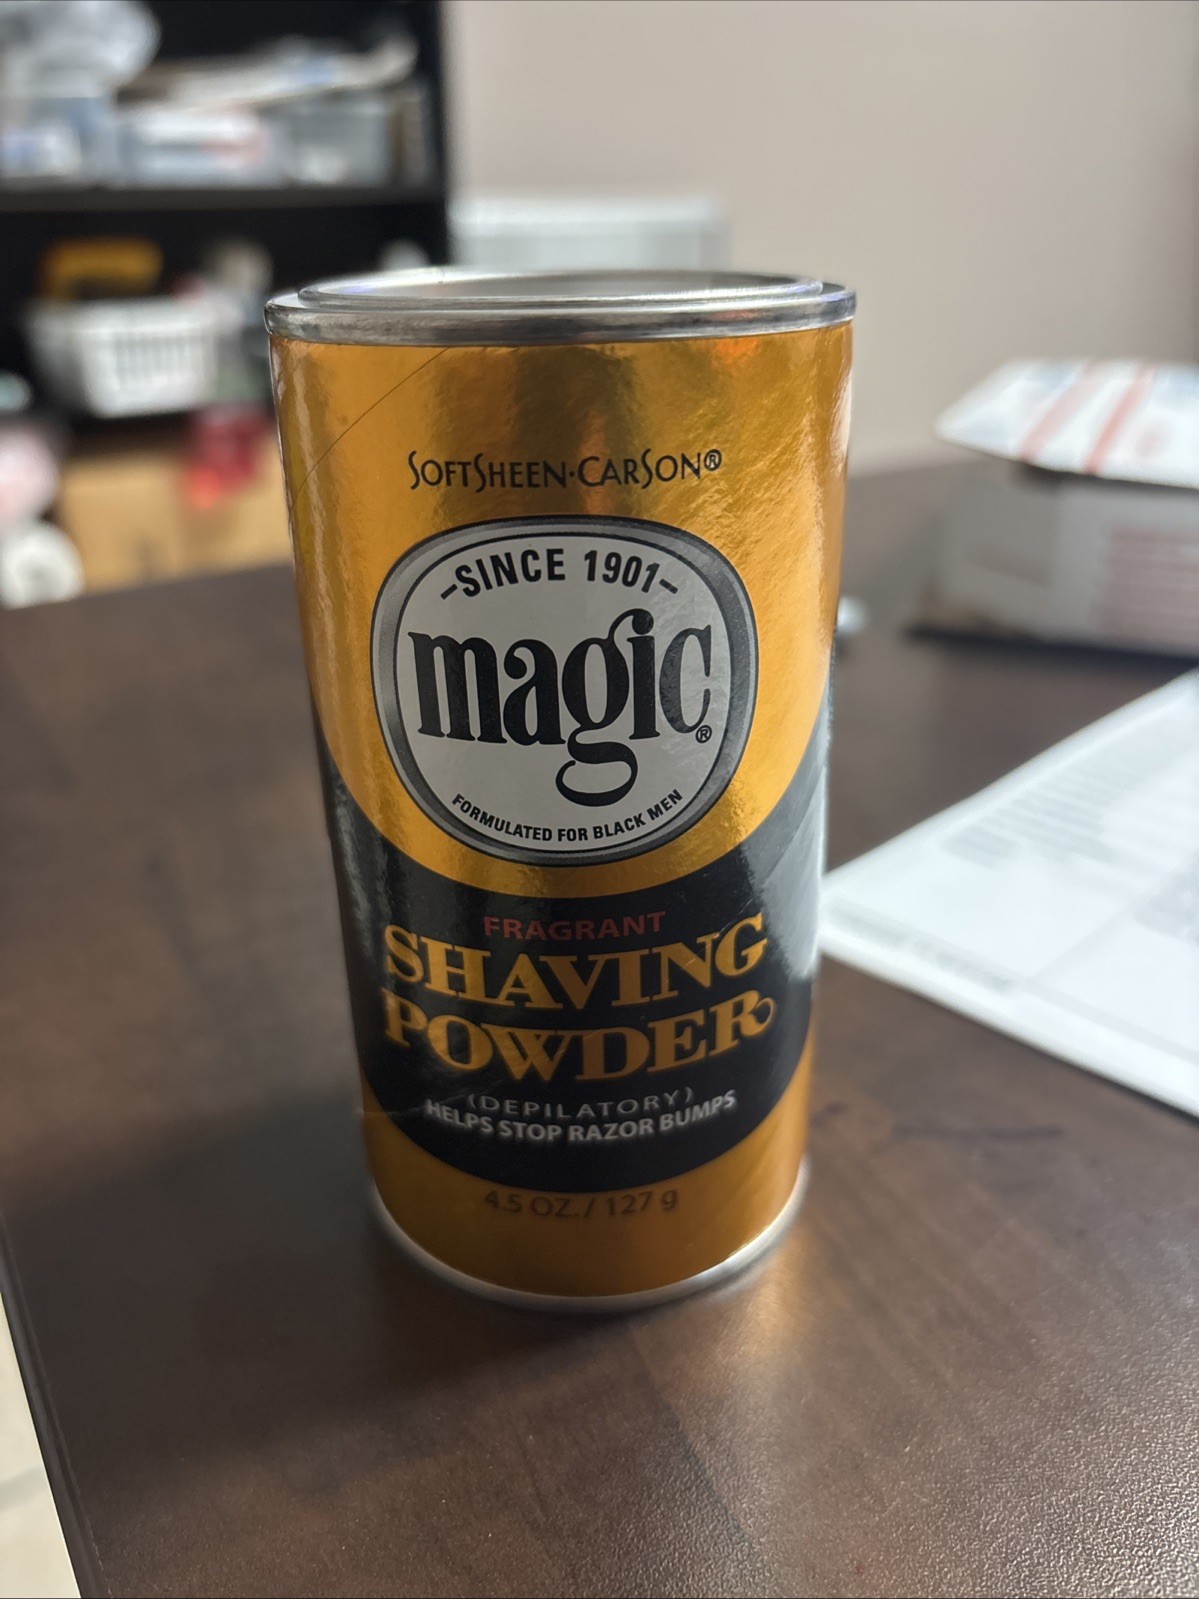 SOFTSHEEN·CARSON®
-SINCE 1901-
magic®
FORMULATED FOR BLACK MEN
FRAGRANT
SHAVING
POWDER
(DEPILATORY)
HELPS STOP RAZOR BUMPS
4.5 OZ./ 127 g